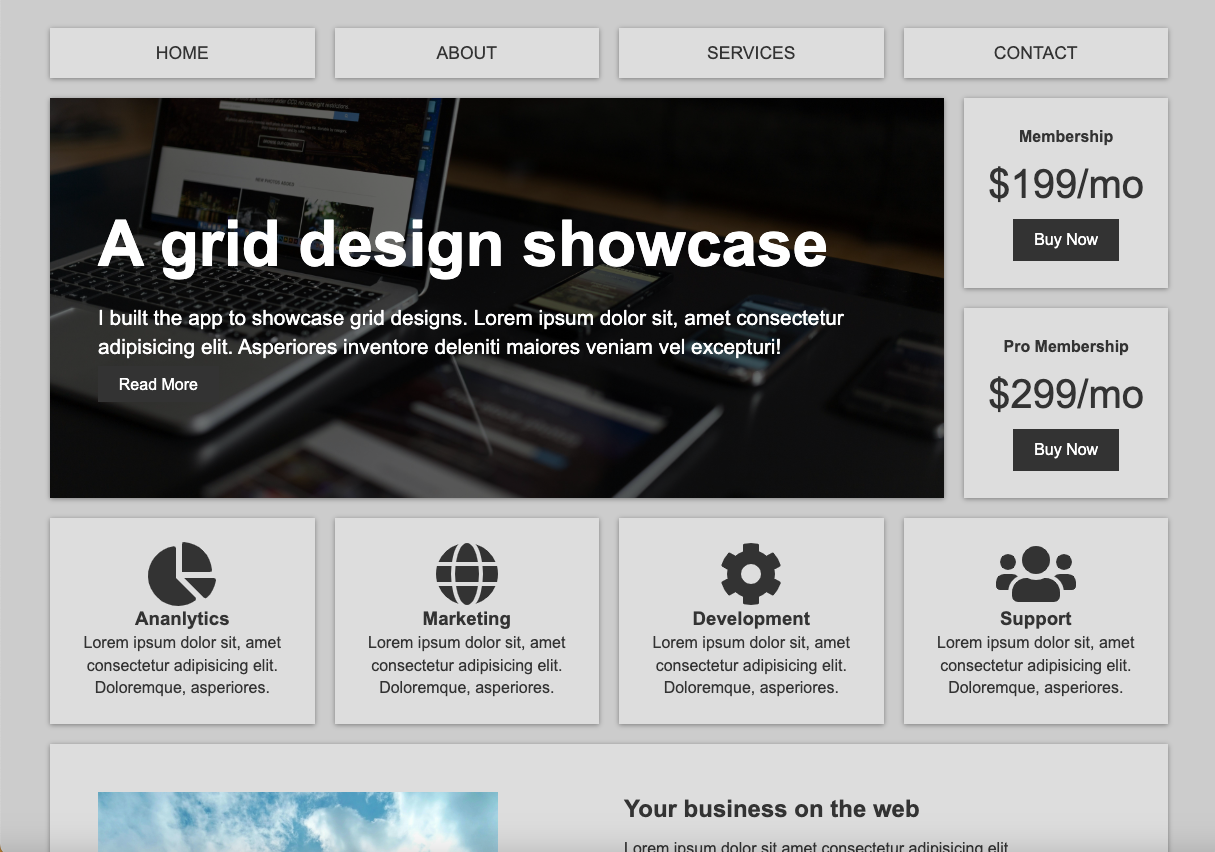 HOME
ABOUT
SERVICES
CONTACT
A grid design showcase
I built the app to showcase grid designs. Lorem ipsum dolor sit, amet consectetur
adipisicing elit. Asperiores inventore deleniti maiores veniam vel excepturi!
Read More
Membership
$199/mo
Buy Now
Pro Membership
$299/mo
Buy Now
Ananlytics
Lorem ipsum dolor sit, amet
consectetur adipisicing elit.
Doloremque, asperiores.
Marketing
Lorem ipsum dolor sit, amet
consectetur adipisicing elit.
Doloremque, asperiores.
Development
Lorem ipsum dolor sit, amet
consectetur adipisicing elit.
Doloremque, asperiores.
Support
Lorem ipsum dolor sit, amet
consectetur adipisicing elit.
Doloremque, asperiores.
Your business on the web
Lorem ipsum dolor sit amet consectetur adipisicing elit.